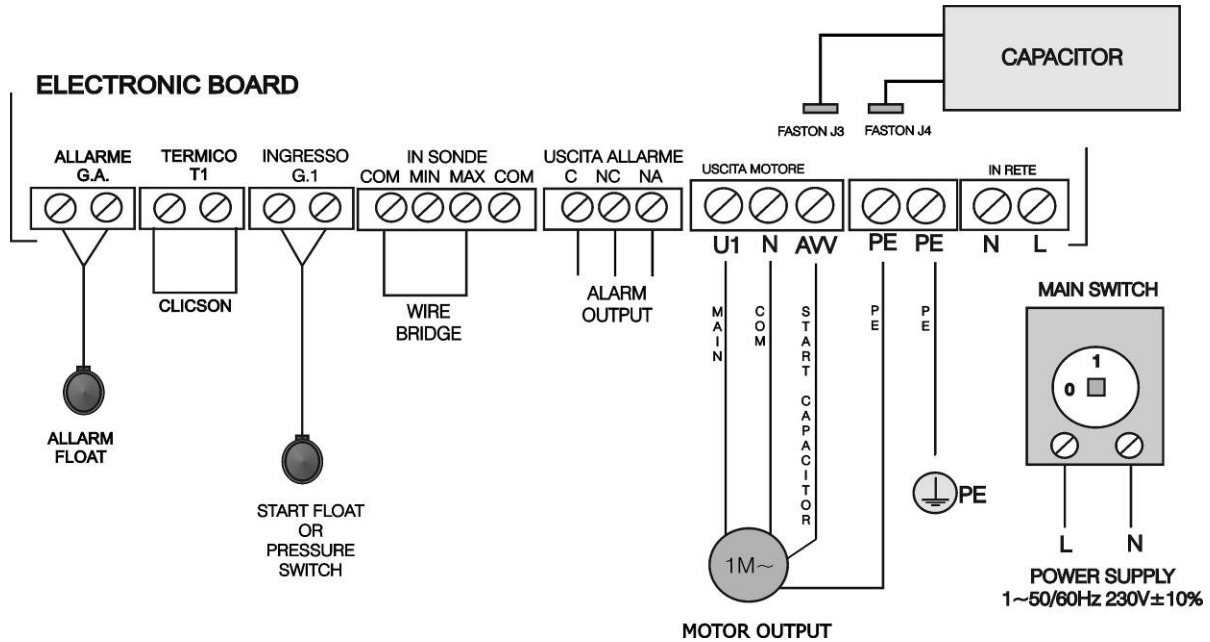 CAPACITOR
ELECTRONIC BOARD
FASTON J3
FASTON J4
ALLARME
G.A.
TERMICO
T1
INGRESSO
G.1
IN SONDE
COM MIN MAX COM
USCITA ALLARME
C NC NA
USCITA MOTORE
IN RETE
U1 N AVV PE PE N L
CLICSON
WIRE
BRIDGE
ALARM
OUTPUT
MAIN
COM
START CAPACITOR
PE
PE
MAIN SWITCH
1
0
ALLARM
FLOAT
START FLOAT
OR
PRESSURE
SWITCH
PE
L N
1M~
POWER SUPPLY
1~50/60Hz 230V±10%
MOTOR OUTPUT